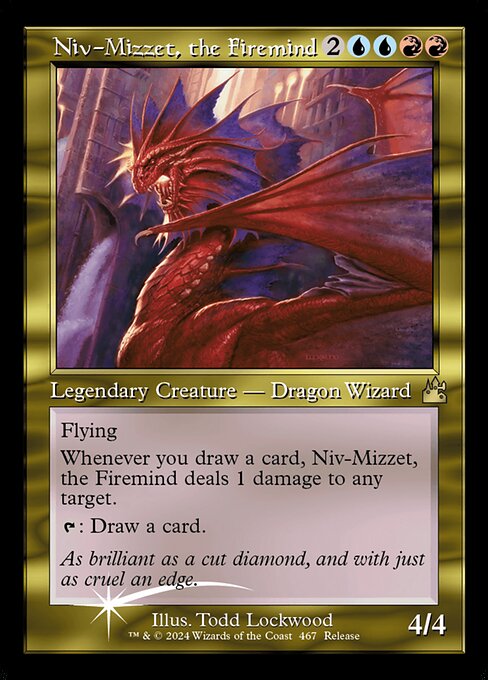 Niv-Mizzet, the Firemind 2
Legendary Creature — Dragon Wizard
Flying
Whenever you draw a card, Niv-Mizzet,
the Firemind deals 1 damage to any
target.
: Draw a card.
As brilliant as a cut diamond, and with just
as cruel an edge.
Illus. Todd Lockwood
4/4
™ & © 2024 Wizards of the Coast 467 Release